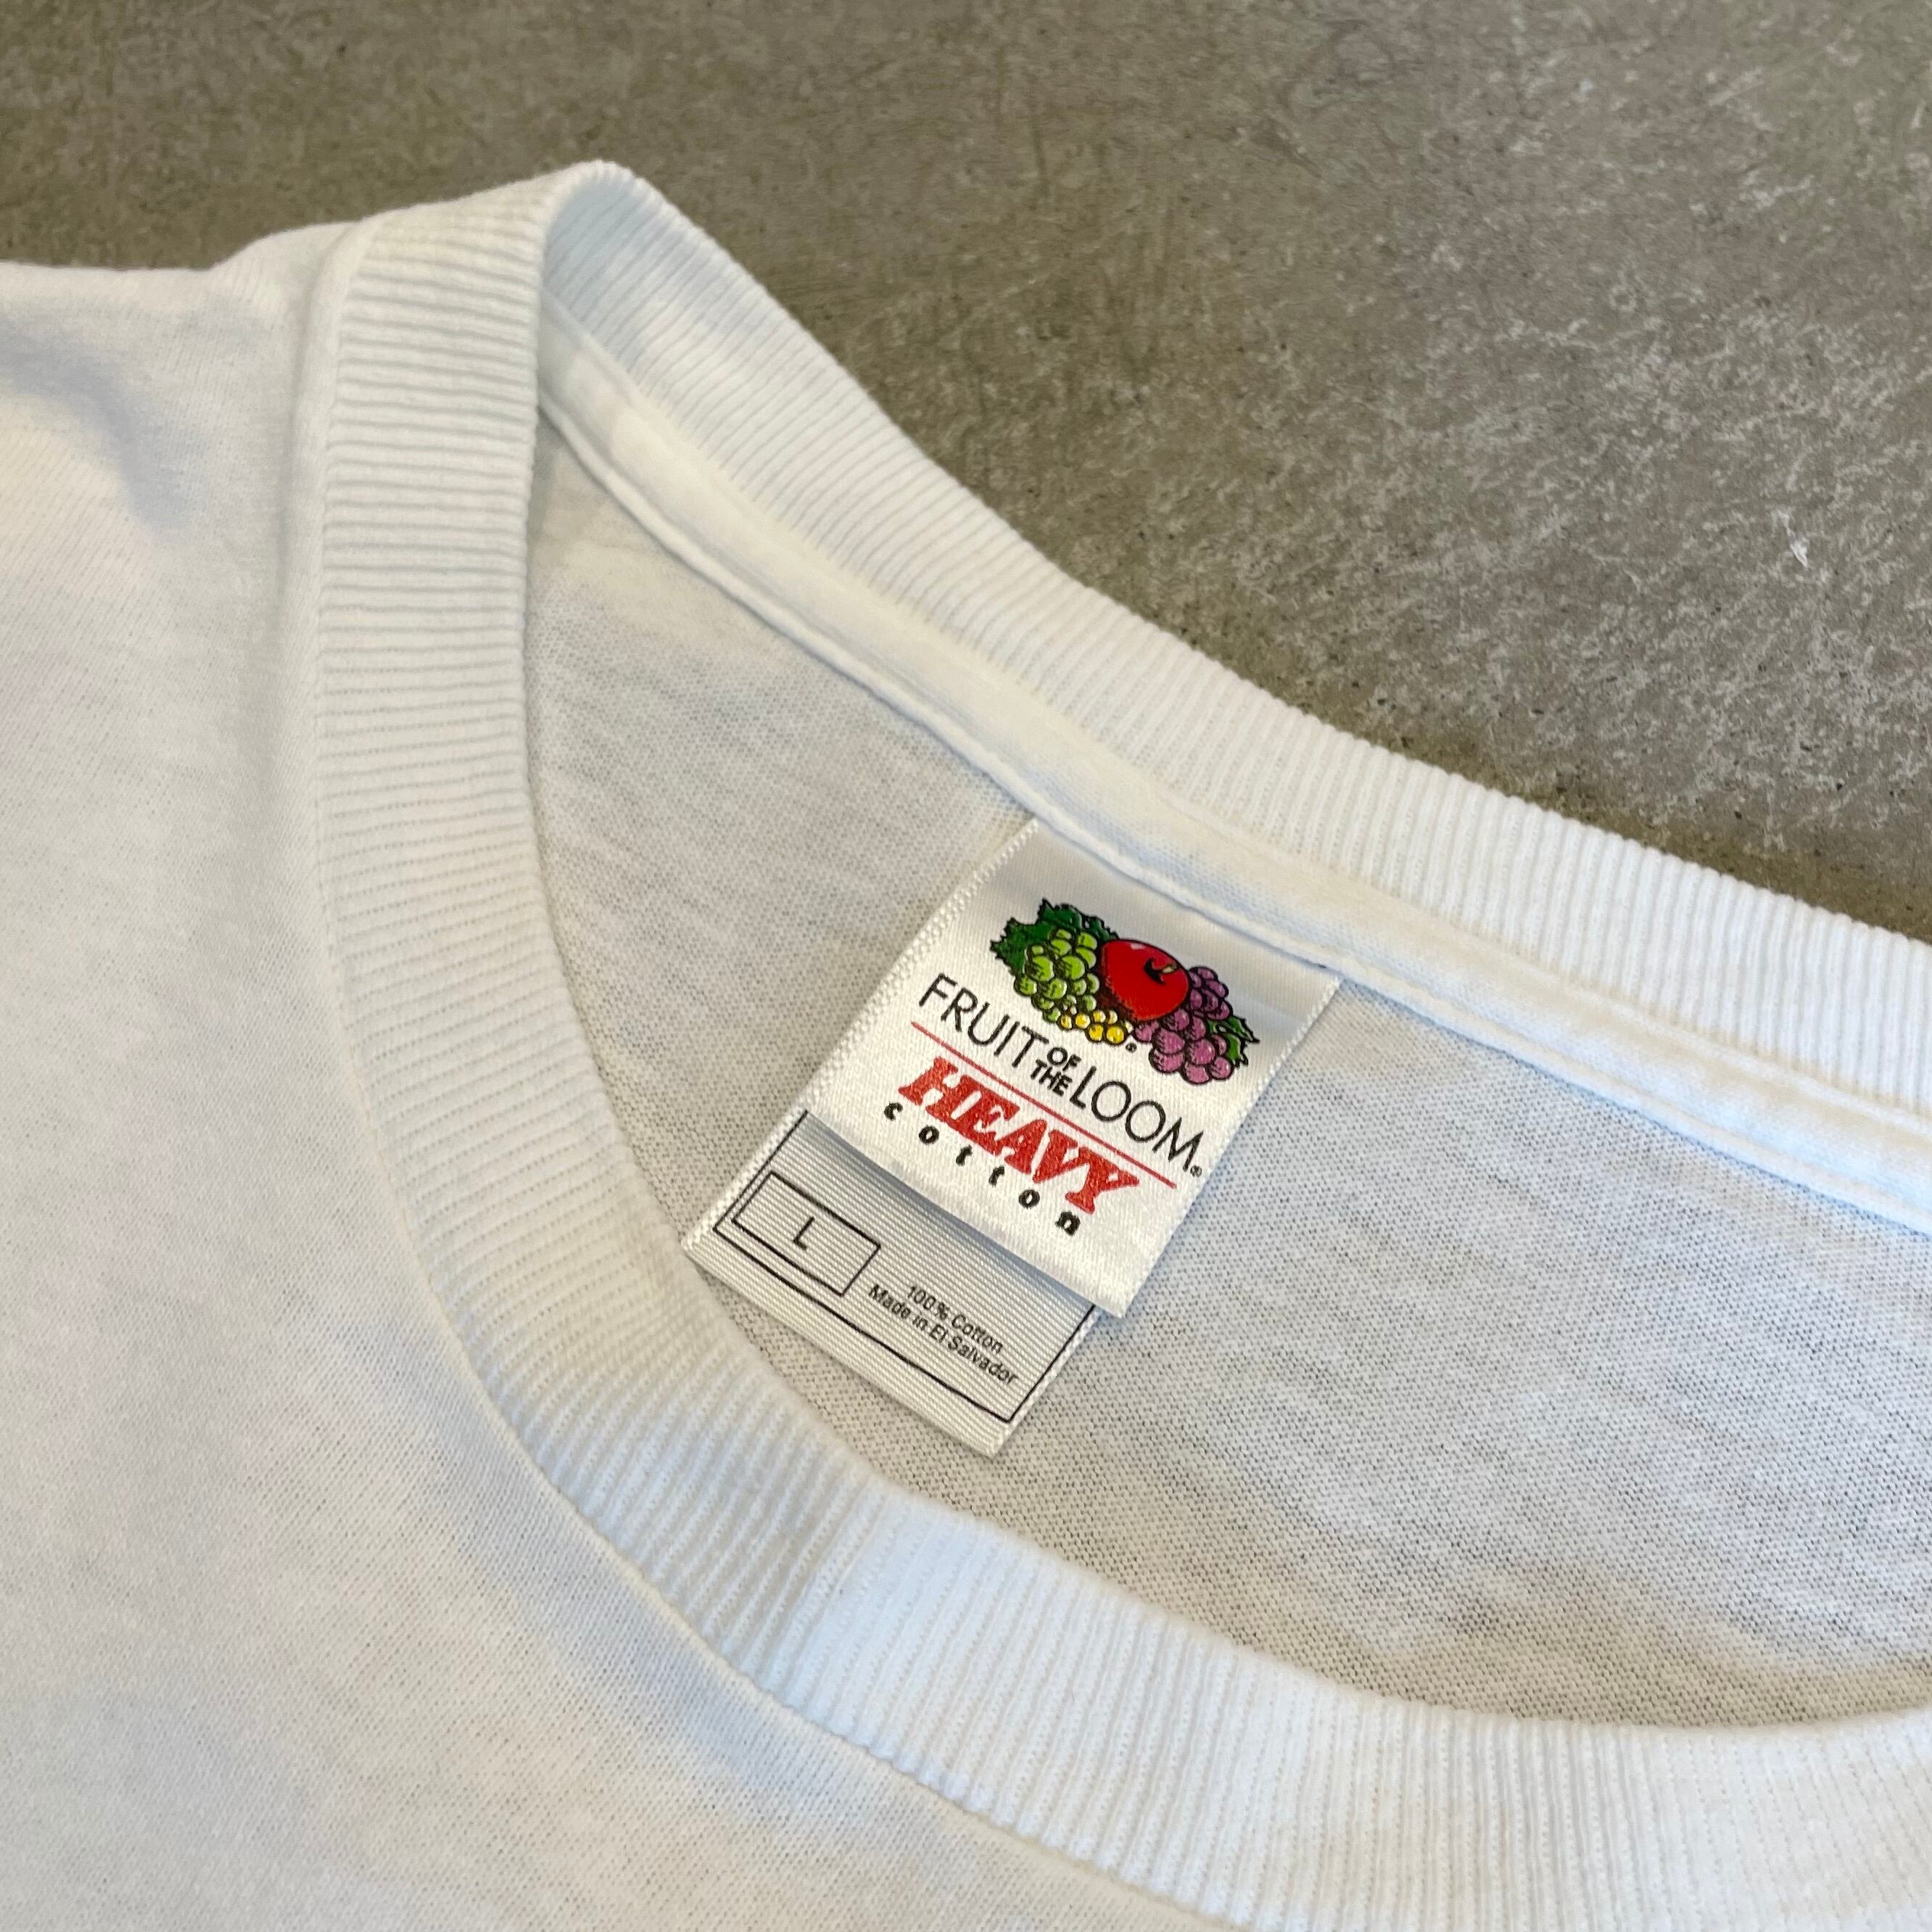 FRUIT OF THE LOOM®
HEAVY
cotton
L
100% Cotton
Made in El Salvador